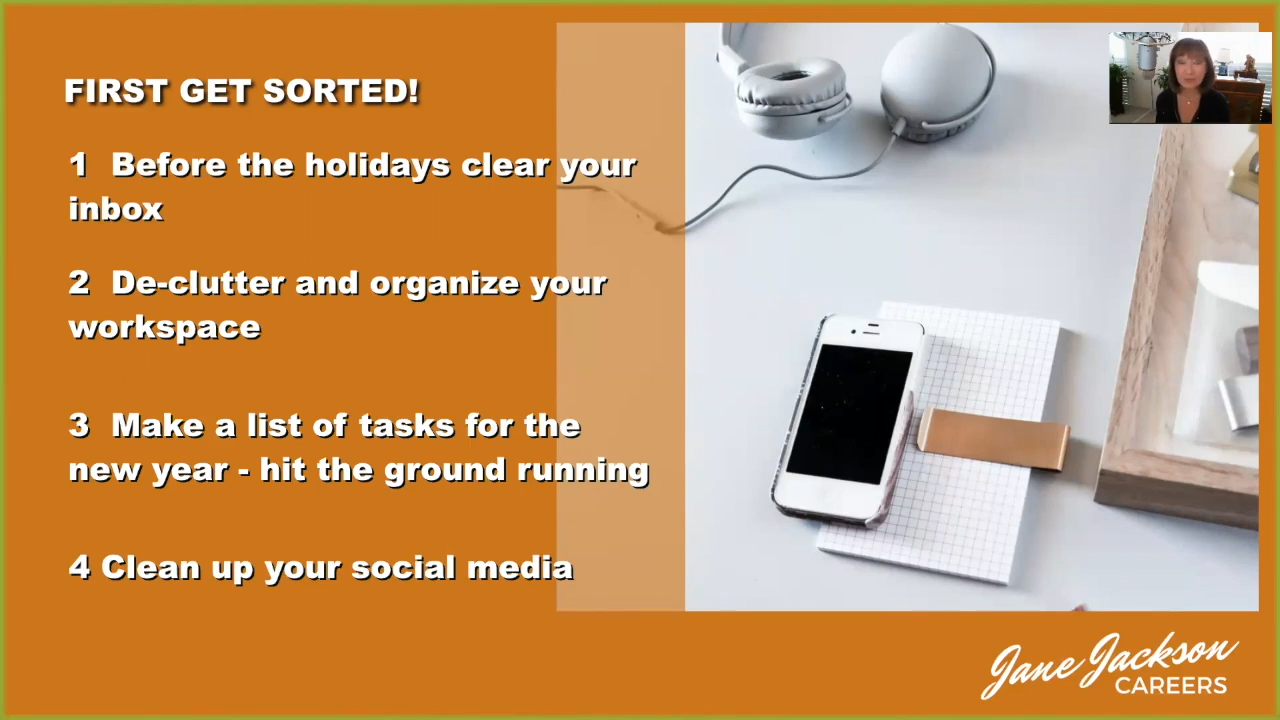 FIRST GET SORTED!
1 Before the holidays clear your
inbox
2 De-clutter and organize your
workspace
3 Make a list of tasks for the
new year - hit the ground running
4 Clean up your social media
Jane Jackson
CAREERS